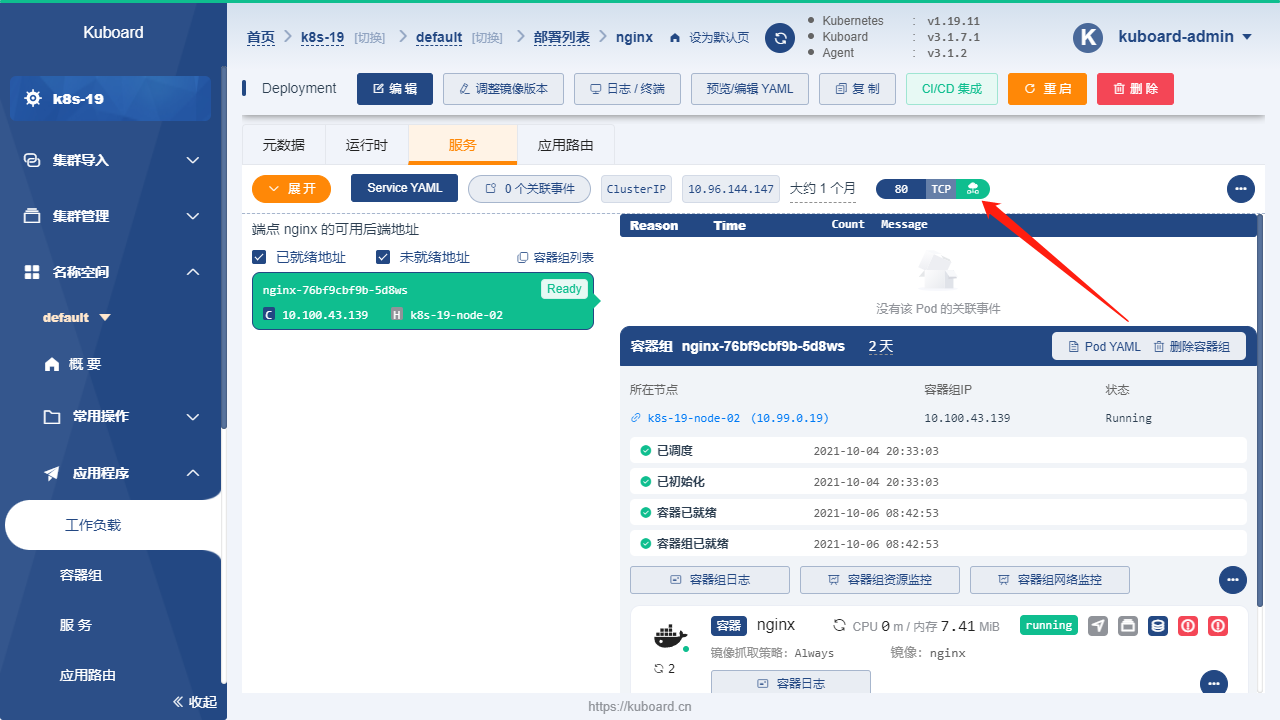 Kuboard
k8s-19
集群导入
集群管理
名称空间
default
概 要
常用操作
应用程序
工作负载
容器组
服 务
应用路由
收起
首页 k8s-19 [切换] default [切换] 部署列表 nginx 设为默认页
Kubernetes : v1.19.11
Kuboard : v3.1.7.1
Agent : v3.1.2
K kuboard-admin
Deployment 编 辑 调整镜像版本 日志 / 终端 预览/编辑 YAML 复 制 CI/CD 集成 重 启 删 除
元数据 运行时 服务 应用路由
展 开 Service YAML 0 个关联事件 ClusterIP 10.96.144.147 大约 1 个月 80 TCP
端点 nginx 的可用后端地址
已就绪地址 未就绪地址 容器组列表
nginx-76bf9cbf9b-5d8ws Ready
C 10.100.43.139 H k8s-19-node-02
Reason Time Count Message
没有该 Pod 的关联事件
容器组 nginx-76bf9cbf9b-5d8ws 2 天 Pod YAML 删除容器组
所在节点 容器组IP 状态
k8s-19-node-02 (10.99.0.19) 10.100.43.139 Running
已调度 2021-10-04 20:33:03
已初始化 2021-10-04 20:33:03
容器已就绪 2021-10-06 08:42:53
容器组已就绪 2021-10-06 08:42:53
容器组日志 容器组资源监控 容器组网络监控
容器 nginx CPU 0 m / 内存 7.41 MiB running
镜像抓取策略: Always 镜像: nginx
2
容器日志
https://kuboard.cn